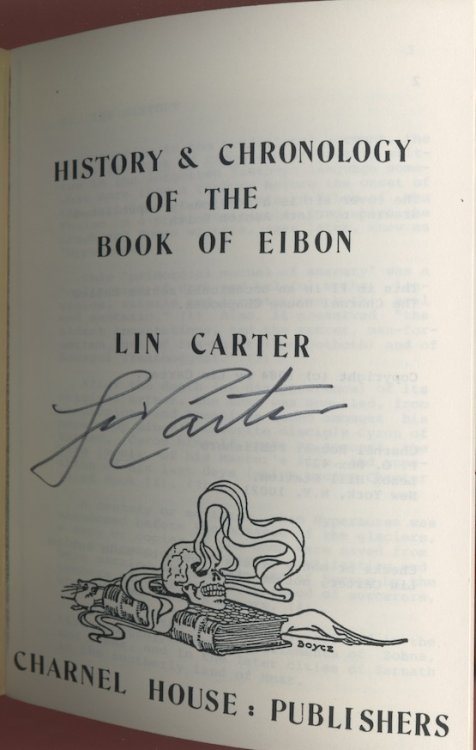 HISTORY & CHRONOLOGY
OF THE
BOOK OF EIBON
LIN CARTER
Lin Carter
BOYCE
CHARNEL HOUSE : PUBLISHERS